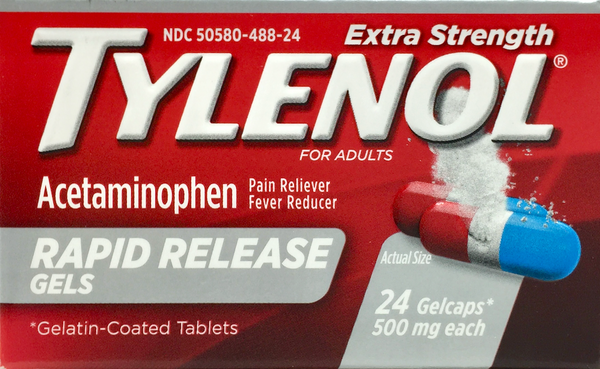 NDC 50580-488-24
Extra Strength
TYLENOL®
FOR ADULTS
Acetaminophen
Pain Reliever
Fever Reducer
RAPID RELEASE
GELS
*Gelatin-Coated Tablets
Actual Size
24 Gelcaps*
500 mg each